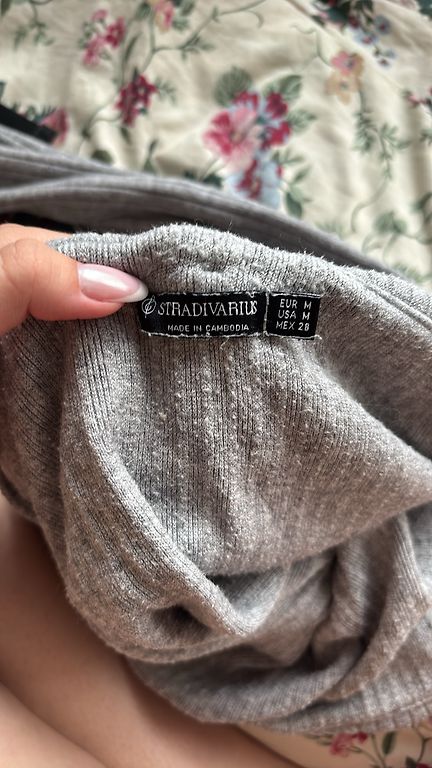 STRADIVARIUS
MADE IN CAMBODIA
EUR M
USA M
MEX 28